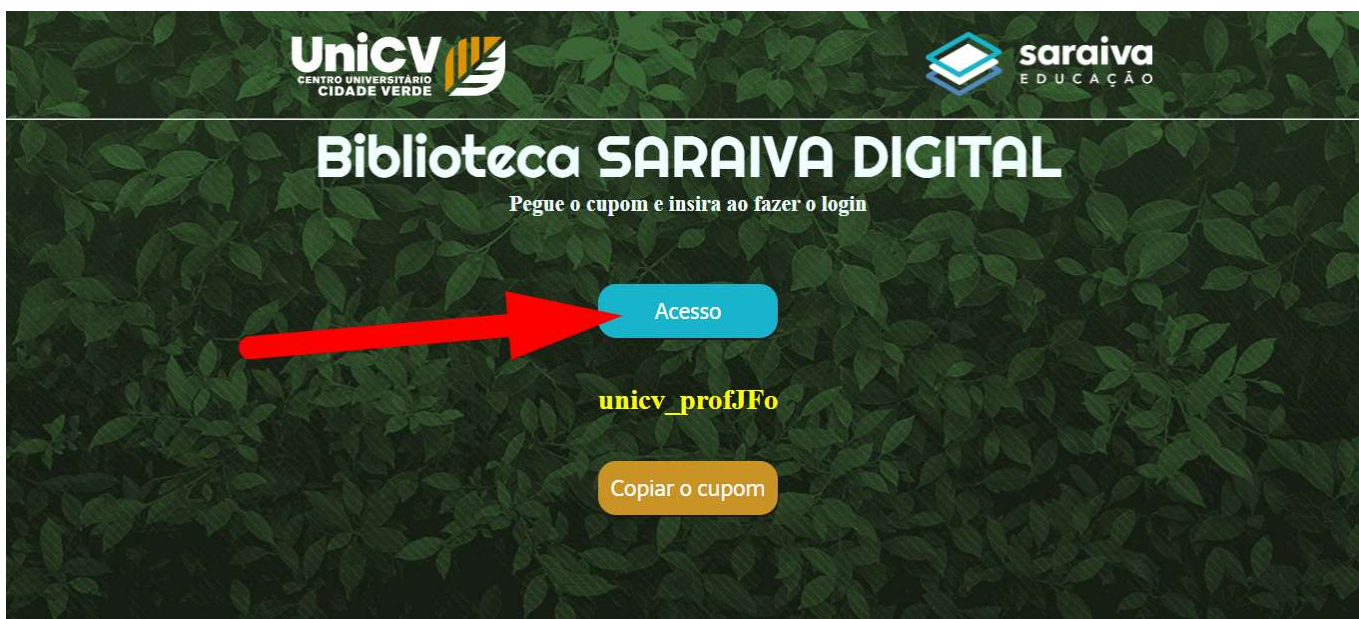 UniCV
CENTRO UNIVERSITÁRIO
CIDADE VERDE
saraiva
EDUCAÇÃO
Biblioteca SARAIVA DIGITAL
Pegue o cupom e insira ao fazer o login
Acesso
unicv_profJFo
Copiar o cupom